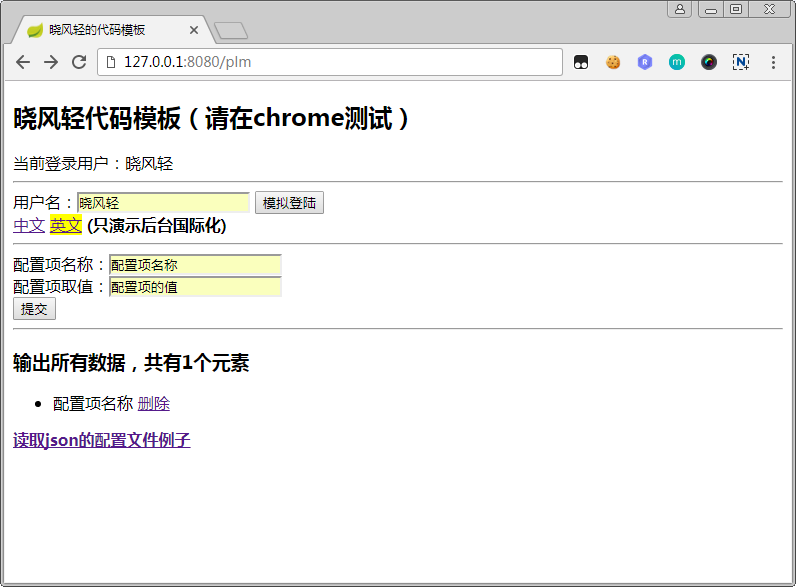 晓风轻的代码模板
127.0.0.1:8080/plm
晓风轻代码模板（请在chrome测试）
当前登录用户：晓风轻
用户名：晓风轻 模拟登陆
中文 英文 (只演示后台国际化)
配置项名称：配置项名称
配置项取值：配置项的值
提交
输出所有数据，共有1个元素
配置项名称 删除
读取json的配置文件例子